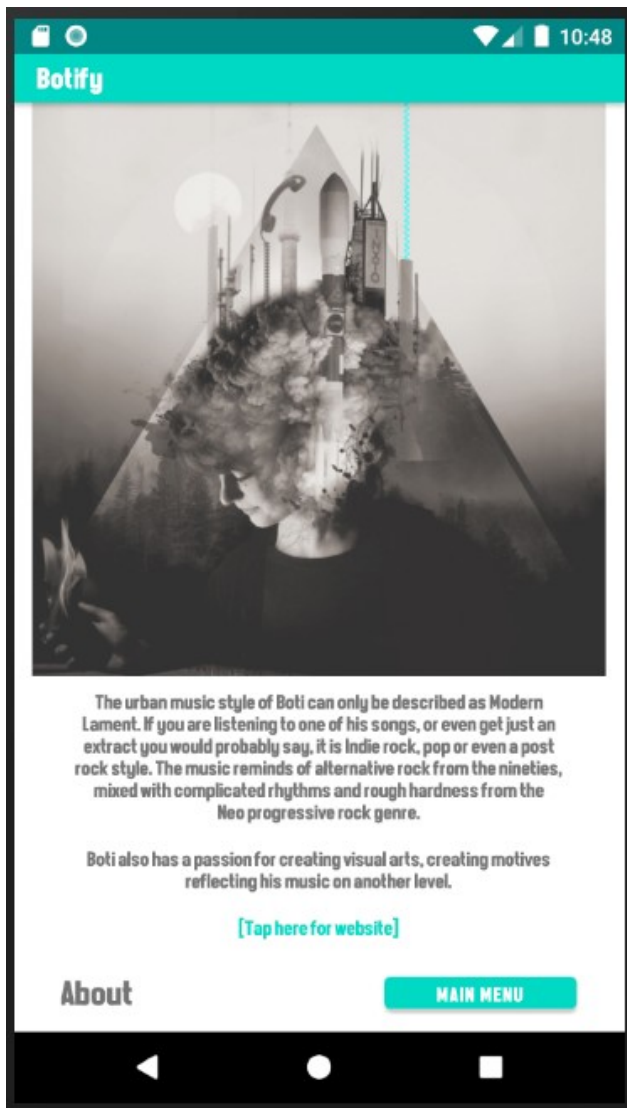 10:48
Botify
The urban music style of Boti can only be described as Modern
Lament. If you are listening to one of his songs, or even get just an
extract you would probably say, it is Indie rock, pop or even a post
rock style. The music reminds of alternative rock from the nineties,
mixed with complicated rhythms and rough hardness from the
Neo progressive rock genre.
Boti also has a passion for creating visual arts, creating motives
reflecting his music on another level.
[Tap here for website]
About
MAIN MENU